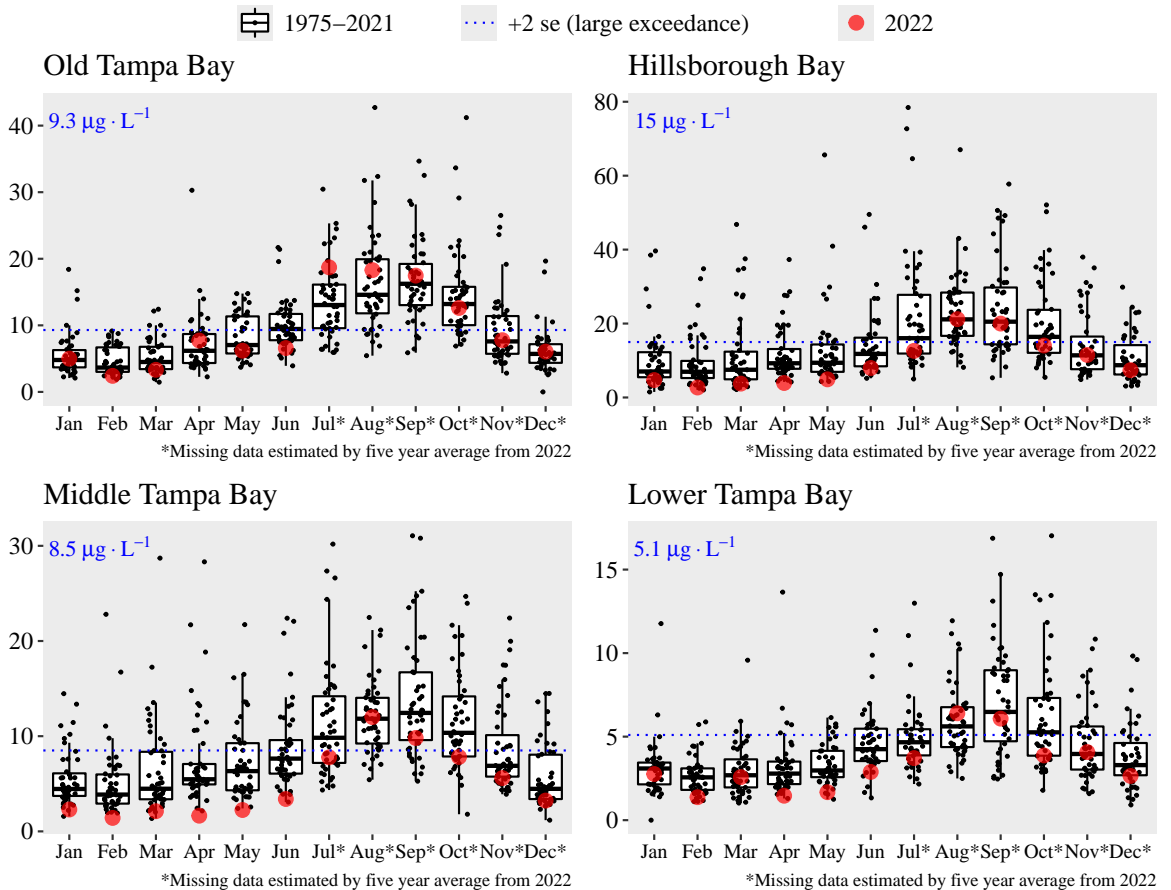 1975–2021 +2 se (large exceedance) 2022
Old Tampa Bay
9.3 µg · L⁻¹
40
30
20
10
0
Jan Feb Mar Apr May Jun Jul* Aug* Sep* Oct* Nov* Dec*
*Missing data estimated by five year average from 2022
Hillsborough Bay
15 µg · L⁻¹
80
60
40
20
0
Jan Feb Mar Apr May Jun Jul* Aug* Sep* Oct* Nov* Dec*
*Missing data estimated by five year average from 2022
Middle Tampa Bay
8.5 µg · L⁻¹
30
20
10
0
Jan Feb Mar Apr May Jun Jul* Aug* Sep* Oct* Nov* Dec*
*Missing data estimated by five year average from 2022
Lower Tampa Bay
5.1 µg · L⁻¹
15
10
5
0
Jan Feb Mar Apr May Jun Jul* Aug* Sep* Oct* Nov* Dec*
*Missing data estimated by five year average from 2022